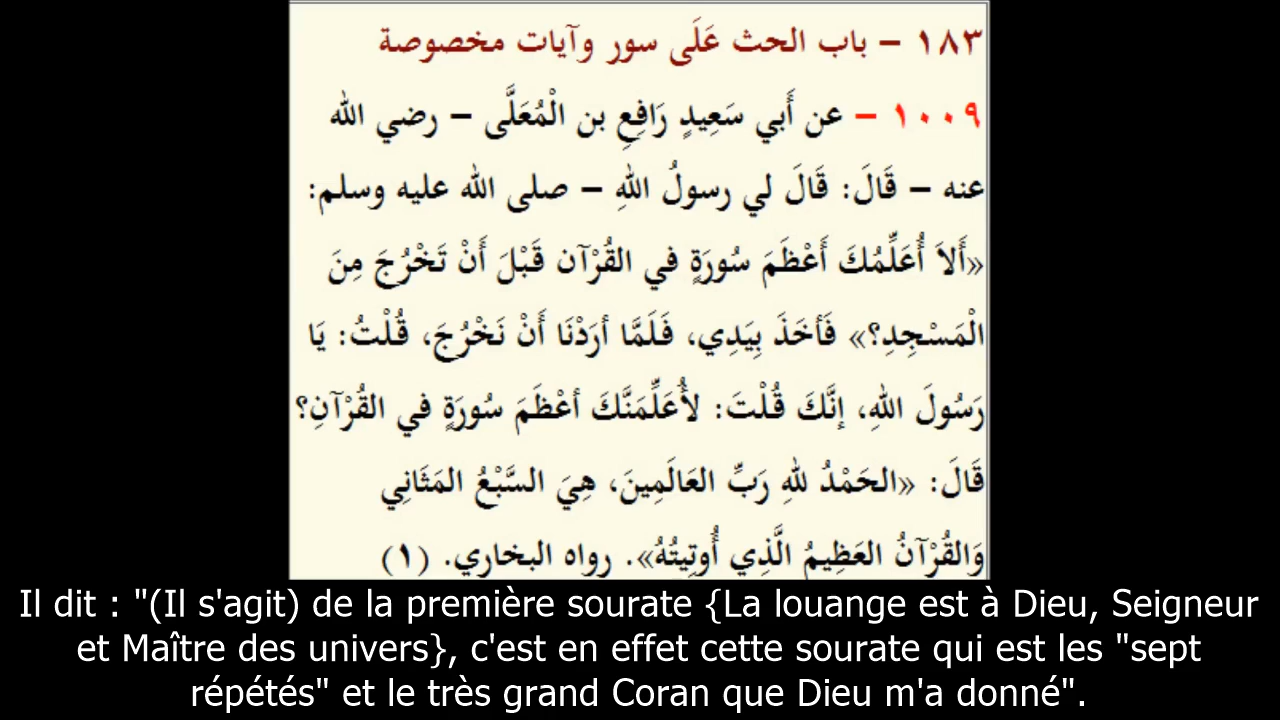 ١٨٣ – باب الحث عَلَى سور وآيات مخصوصة
١٠٠٩ – عن أَبي سَعِيدٍ رَافِعِ بن الْمُعَلَّى – رضي الله
عنه – قَالَ: قَالَ لي رسولُ اللهِ – صلى الله عليه وسلم:
«أَلاَ أُعَلِّمُكَ أَعْظَمَ سُورَةٍ في القُرْآن قَبْلَ أَنْ تَخْرُجَ مِنَ
الْمَسْجِدِ؟» فَأخَذَ بِيَدِي، فَلَمَّا أرَدْنَا أَنْ نَخْرُجَ، قُلْتُ: يَا
رَسُولَ اللهِ، إنَّكَ قُلْتَ: لأُعَلِّمَنَّكَ أعْظَمَ سُورَةٍ في القُرْآنِ؟
قَالَ: «الحَمْدُ للهِ رَبِّ العَالَمِينَ، هِيَ السَّبْعُ المَثَانِي
وَالقُرْآنُ العَظِيمُ الَّذِي أُوتِيتُهُ». رواه البخاري. (١)
Il dit : "(Il s'agit) de la première sourate {La louange est à Dieu, Seigneur
et Maître des univers}, c'est en effet cette sourate qui est les "sept
répétés" et le très grand Coran que Dieu m'a donné".